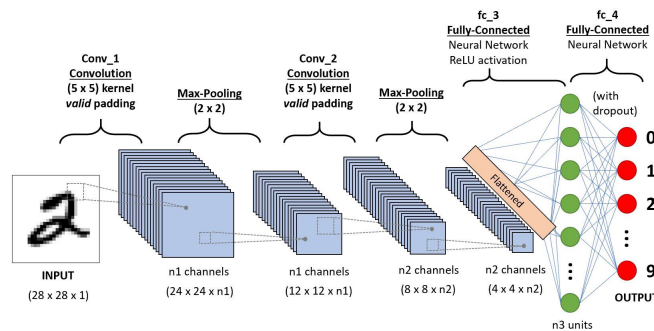 fc_3
Fully-Connected
Neural Network
ReLU activation
fc_4
Fully-Connected
Neural Network
Conv_1
Convolution
(5 x 5) kernel
valid padding
Max-Pooling
(2 x 2)
Conv_2
Convolution
(5 x 5) kernel
valid padding
Max-Pooling
(2 x 2)
(with
dropout)
Flattened
0
1
2
9
INPUT
(28 x 28 x 1)
n1 channels
(24 x 24 x n1)
n1 channels
(12 x 12 x n1)
n2 channels
(8 x 8 x n2)
n2 channels
(4 x 4 x n2)
OUTPUT
n3 units